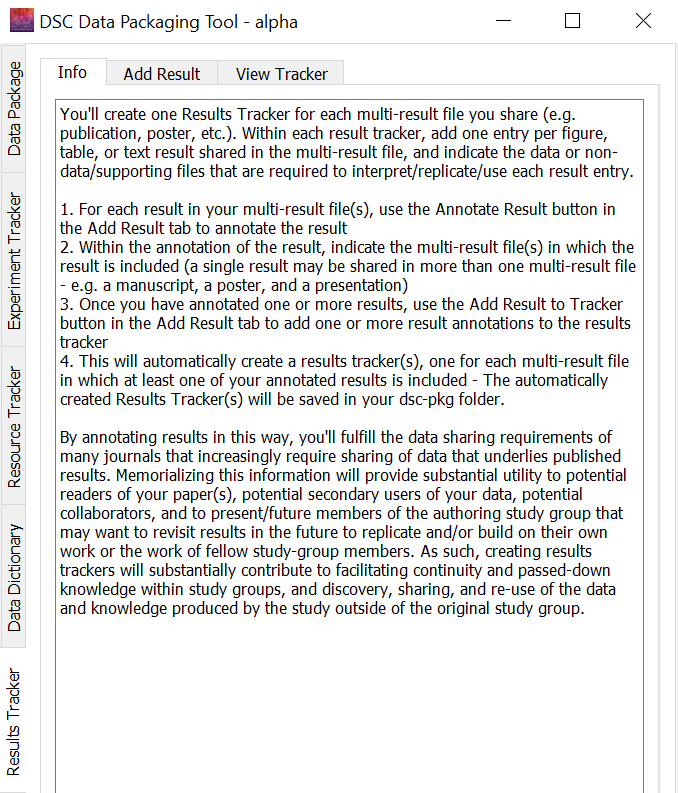 DSC Data Packaging Tool - alpha
Data Package
Experiment Tracker
Resource Tracker
Data Dictionary
Results Tracker
Info
Add Result
View Tracker
You'll create one Results Tracker for each multi-result file you share (e.g.
publication, poster, etc.). Within each result tracker, add one entry per figure,
table, or text result shared in the multi-result file, and indicate the data or non-
data/supporting files that are required to interpret/replicate/use each result entry.
1. For each result in your multi-result file(s), use the Annotate Result button in
the Add Result tab to annotate the result
2. Within the annotation of the result, indicate the multi-result file(s) in which the
result is included (a single result may be shared in more than one multi-result file
- e.g. a manuscript, a poster, and a presentation)
3. Once you have annotated one or more results, use the Add Result to Tracker
button in the Add Result tab to add one or more result annotations to the results
tracker
4. This will automatically create a results tracker(s), one for each multi-result file
in which at least one of your annotated results is included - The automatically
created Results Tracker(s) will be saved in your dsc-pkg folder.
By annotating results in this way, you'll fulfill the data sharing requirements of
many journals that increasingly require sharing of data that underlies published
results. Memorializing this information will provide substantial utility to potential
readers of your paper(s), potential secondary users of your data, potential
collaborators, and to present/future members of the authoring study group that
may want to revisit results in the future to replicate and/or build on their own
work or the work of fellow study-group members. As such, creating results
trackers will substantially contribute to facilitating continuity and passed-down
knowledge within study groups, and discovery, sharing, and re-use of the data
and knowledge produced by the study outside of the original study group.